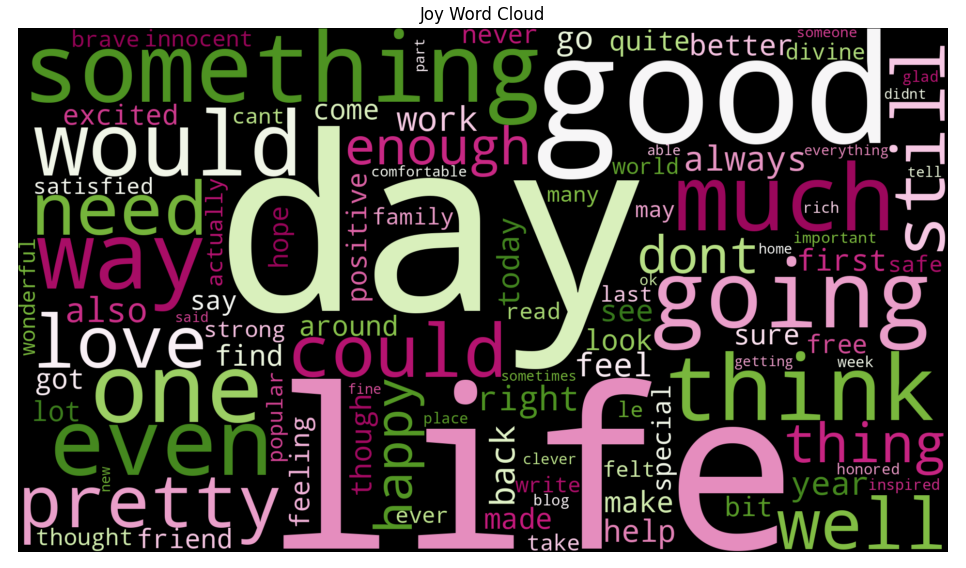 Joy Word Cloud
brave innocent
part
never
go
quite
better
someone
divine
something
good
still
glad
didnt
excited
cant
come
work
would
enough
able
everything
satisfied
comfortable
world
always
tell
need
day
many
much
rich
actually
hope
positive
family
may
way
today
dont
home
important
first
safe
wonderful
also
said
say
read
last
ok
going
love
strong
around
see
look
sure
free
find
could
feel
getting
week
got
one
sometimes
think
lot
popular
fine
though
happy
right
le
special
place
even
feeling
life
back
clever
felt
thing
honored
new
pretty
write
blog
make
year
inspired
ever
made
bit
well
thought
friend
take
help